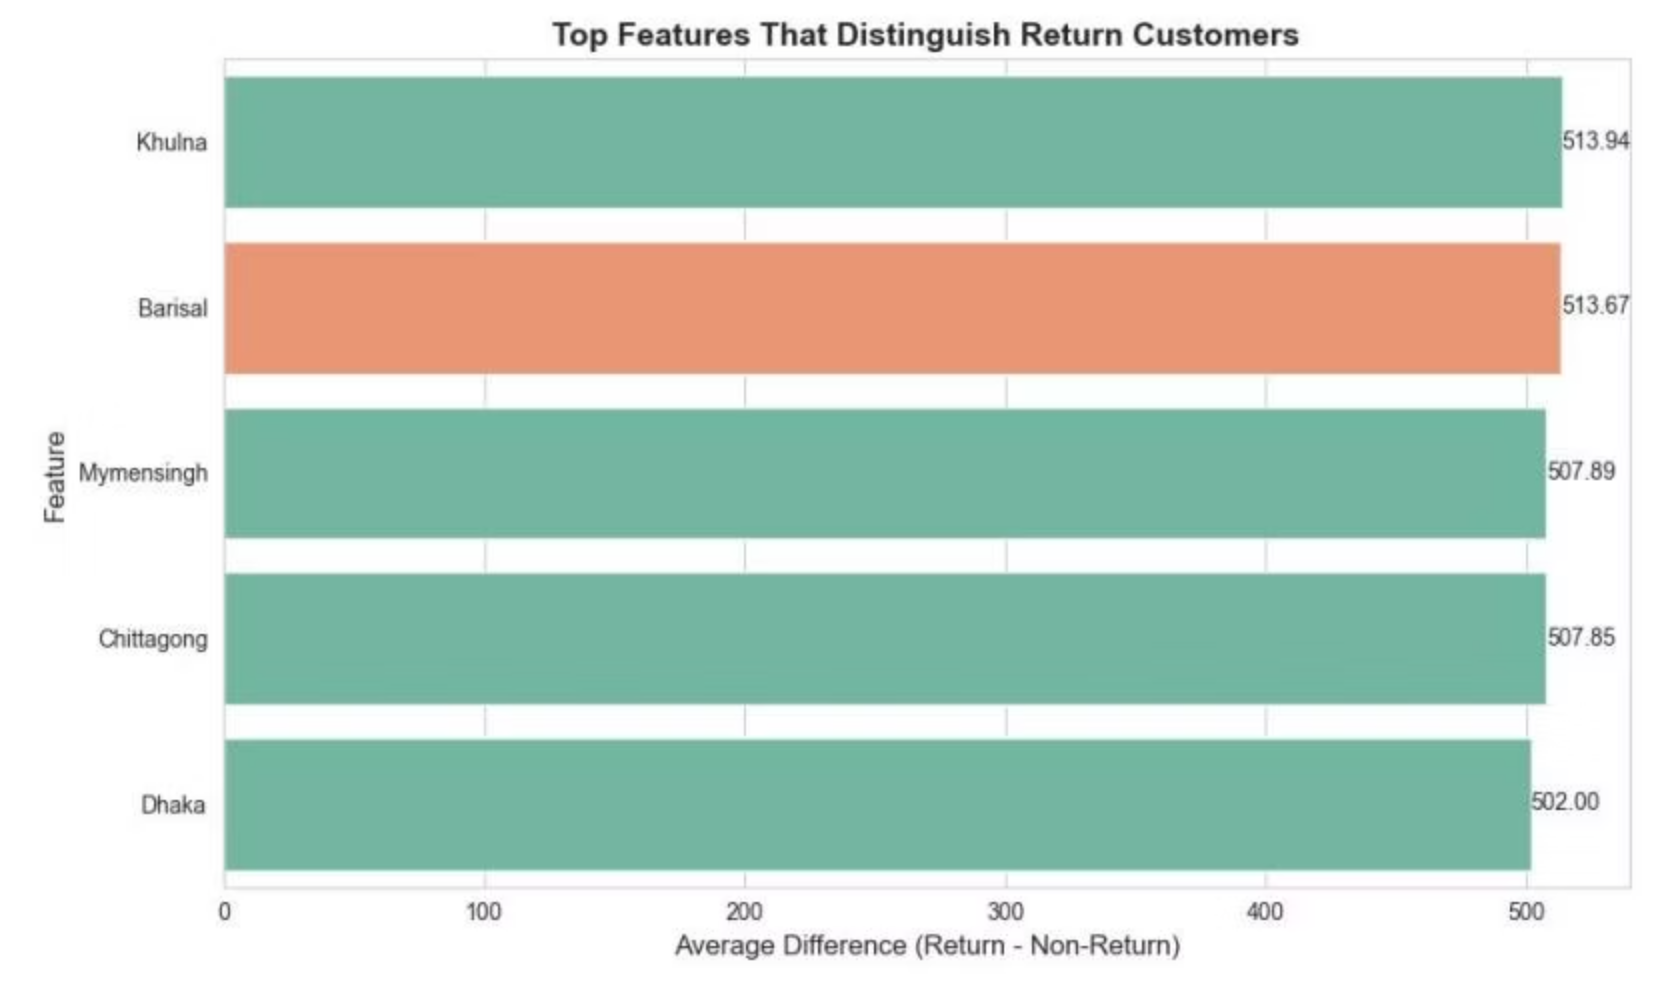 Top Features That Distinguish Return Customers
Khulna
513.94
Barisal
513.67
Feature
Mymensingh
507.89
Chittagong
507.85
Dhaka
502.00
0 100 200 300 400 500
Average Difference (Return - Non-Return)